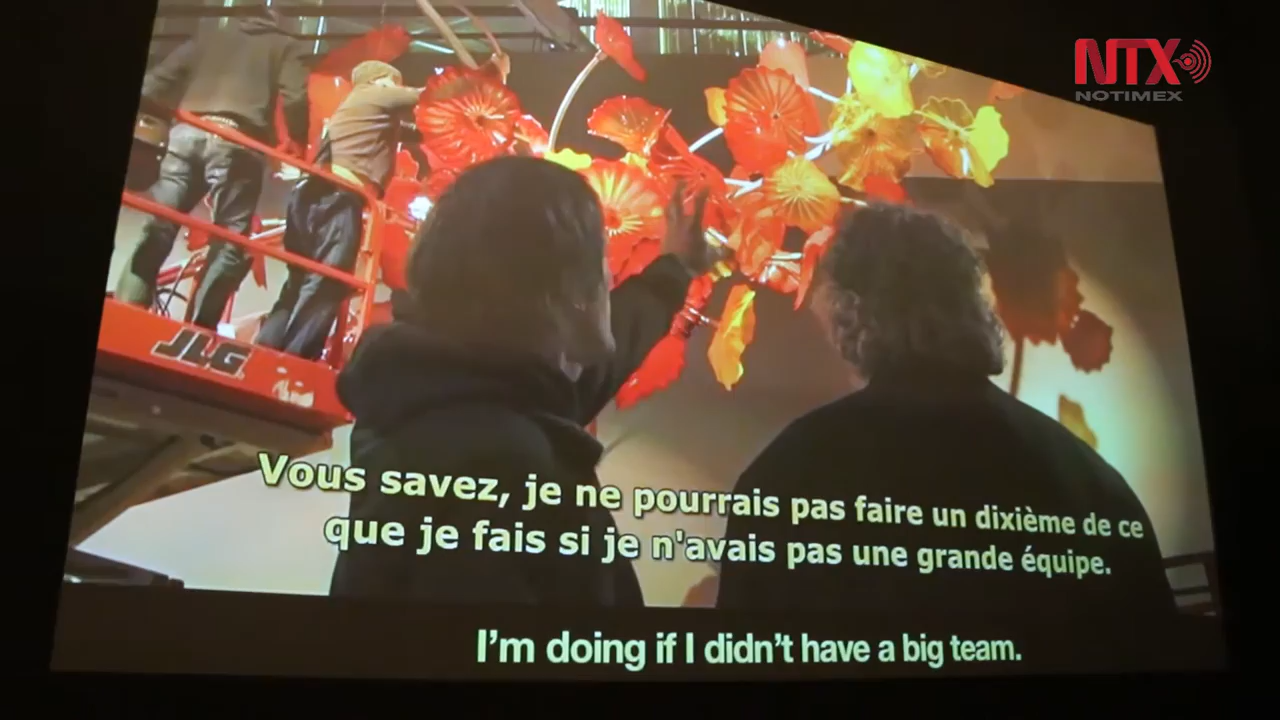 NTX
NOTIMEX
JLG
Vous savez, je ne pourrais pas faire un dixième de ce
que je fais si je n'avais pas une grande équipe.
I'm doing if I didn't have a big team.